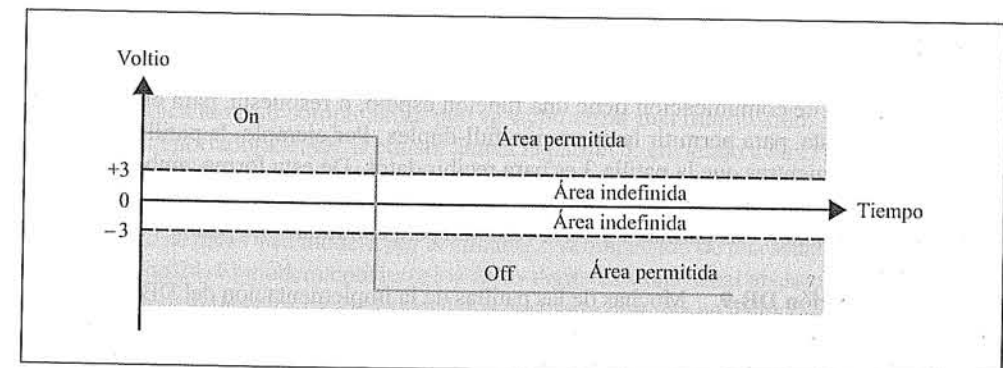 Voltio
On
Área permitida
+3
Área indefinida
0
Tiempo
Área indefinida
−3
Off
Área permitida